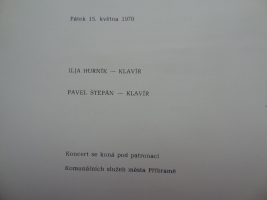 Pátek 15. května 1970
ILJA HURNÍK — KLAVÍR
PAVEL ŠTĚPÁN — KLAVÍR
Koncert se koná pod patronací
Komunálních služeb města Příbramě